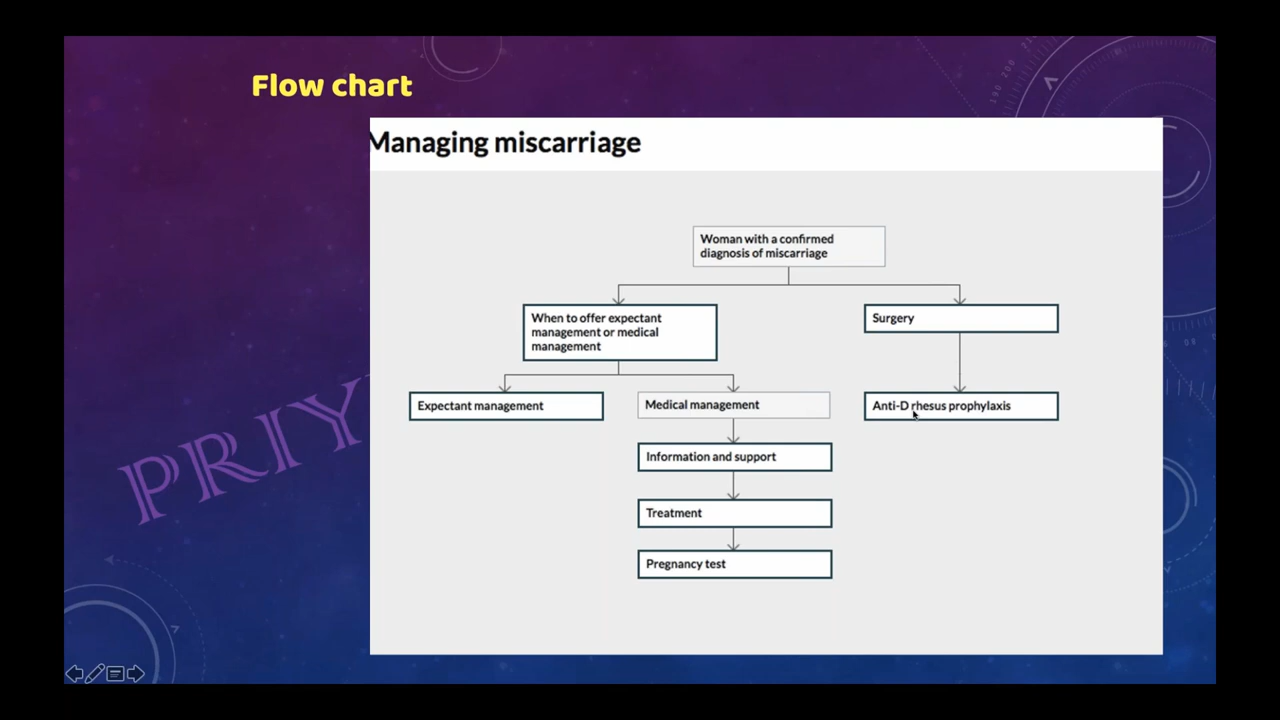 Flow chart
Managing miscarriage
Woman with a confirmed
diagnosis of miscarriage
When to offer expectant
management or medical
management
Surgery
Expectant management
Medical management
Anti-D rhesus prophylaxis
Information and support
Treatment
Pregnancy test
PRIY